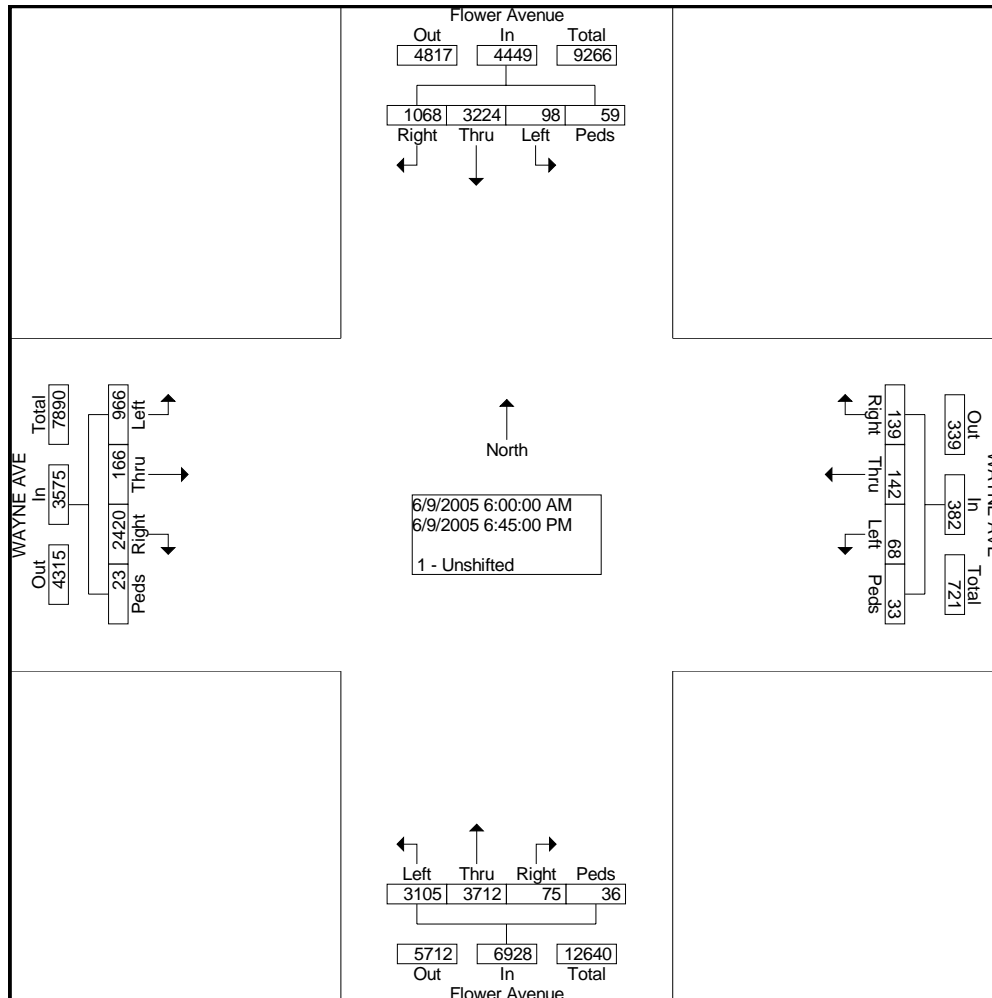 Flower Avenue
Out In Total
4817 4449 9266
1068 3224 98 59
Right Thru Left Peds
WAYNE AVE
Total In Out
7890 3575 4315
966 166 2420 23
Left Thru Right Peds
North
6/9/2005 6:00:00 AM
6/9/2005 6:45:00 PM
1 - Unshifted
Right Thru Left Peds
139 142 68 33
339 382 721
Out In Total
WAYNE AVE
Left Thru Right Peds
3105 3712 75 36
5712 6928 12640
Out In Total
Flower Avenue